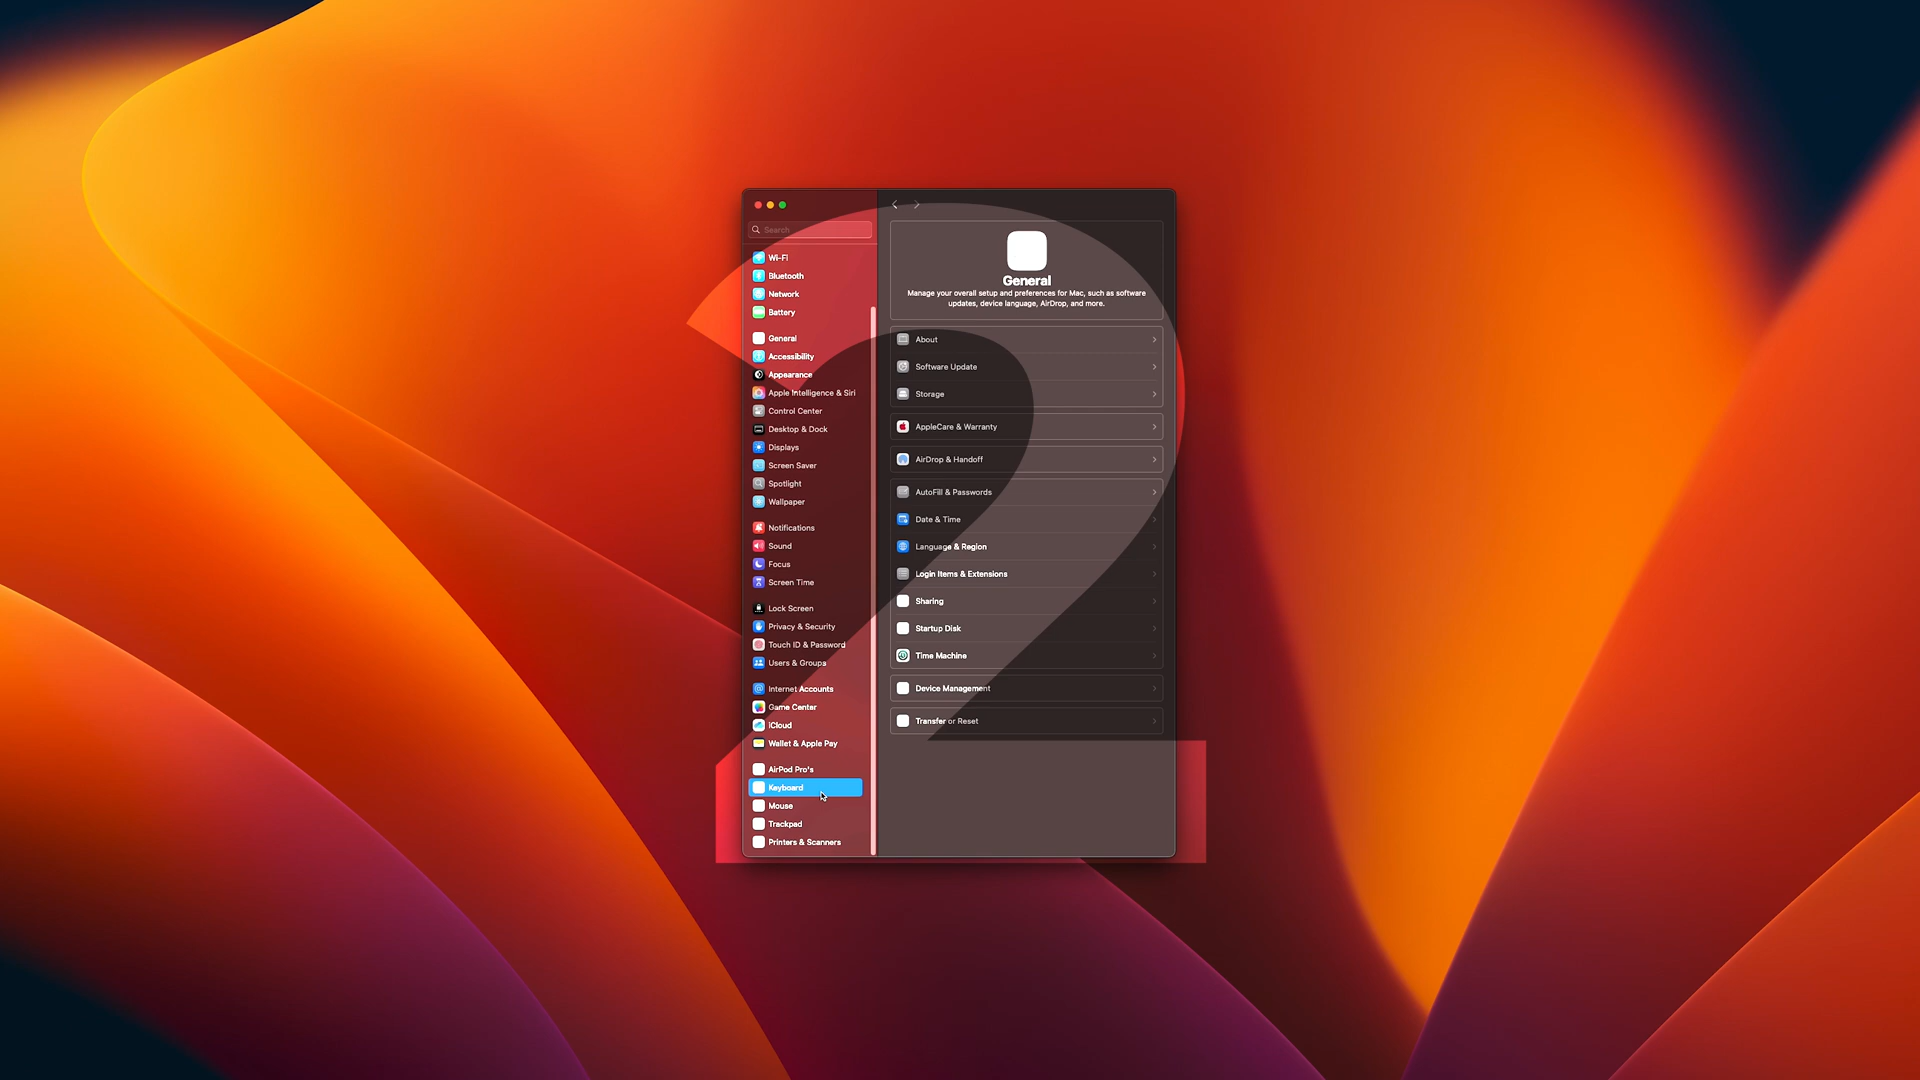 Search
Wi-Fi
Bluetooth
Network
Battery
General
Accessibility
Appearance
Apple Intelligence & Siri
Control Center
Desktop & Dock
Displays
Screen Saver
Spotlight
Wallpaper
Notifications
Sound
Focus
Screen Time
Lock Screen
Privacy & Security
Touch ID & Password
Users & Groups
Internet Accounts
Game Center
iCloud
Wallet & Apple Pay
AirPod Pro's
Keyboard
Mouse
Trackpad
Printers & Scanners
General
Manage your overall setup and preferences for Mac, such as software
updates, device language, AirDrop, and more.
About
Software Update
Storage
AppleCare & Warranty
AirDrop & Handoff
AutoFill & Passwords
Date & Time
Language & Region
Login Items & Extensions
Sharing
Startup Disk
Time Machine
Device Management
Transfer or Reset
2